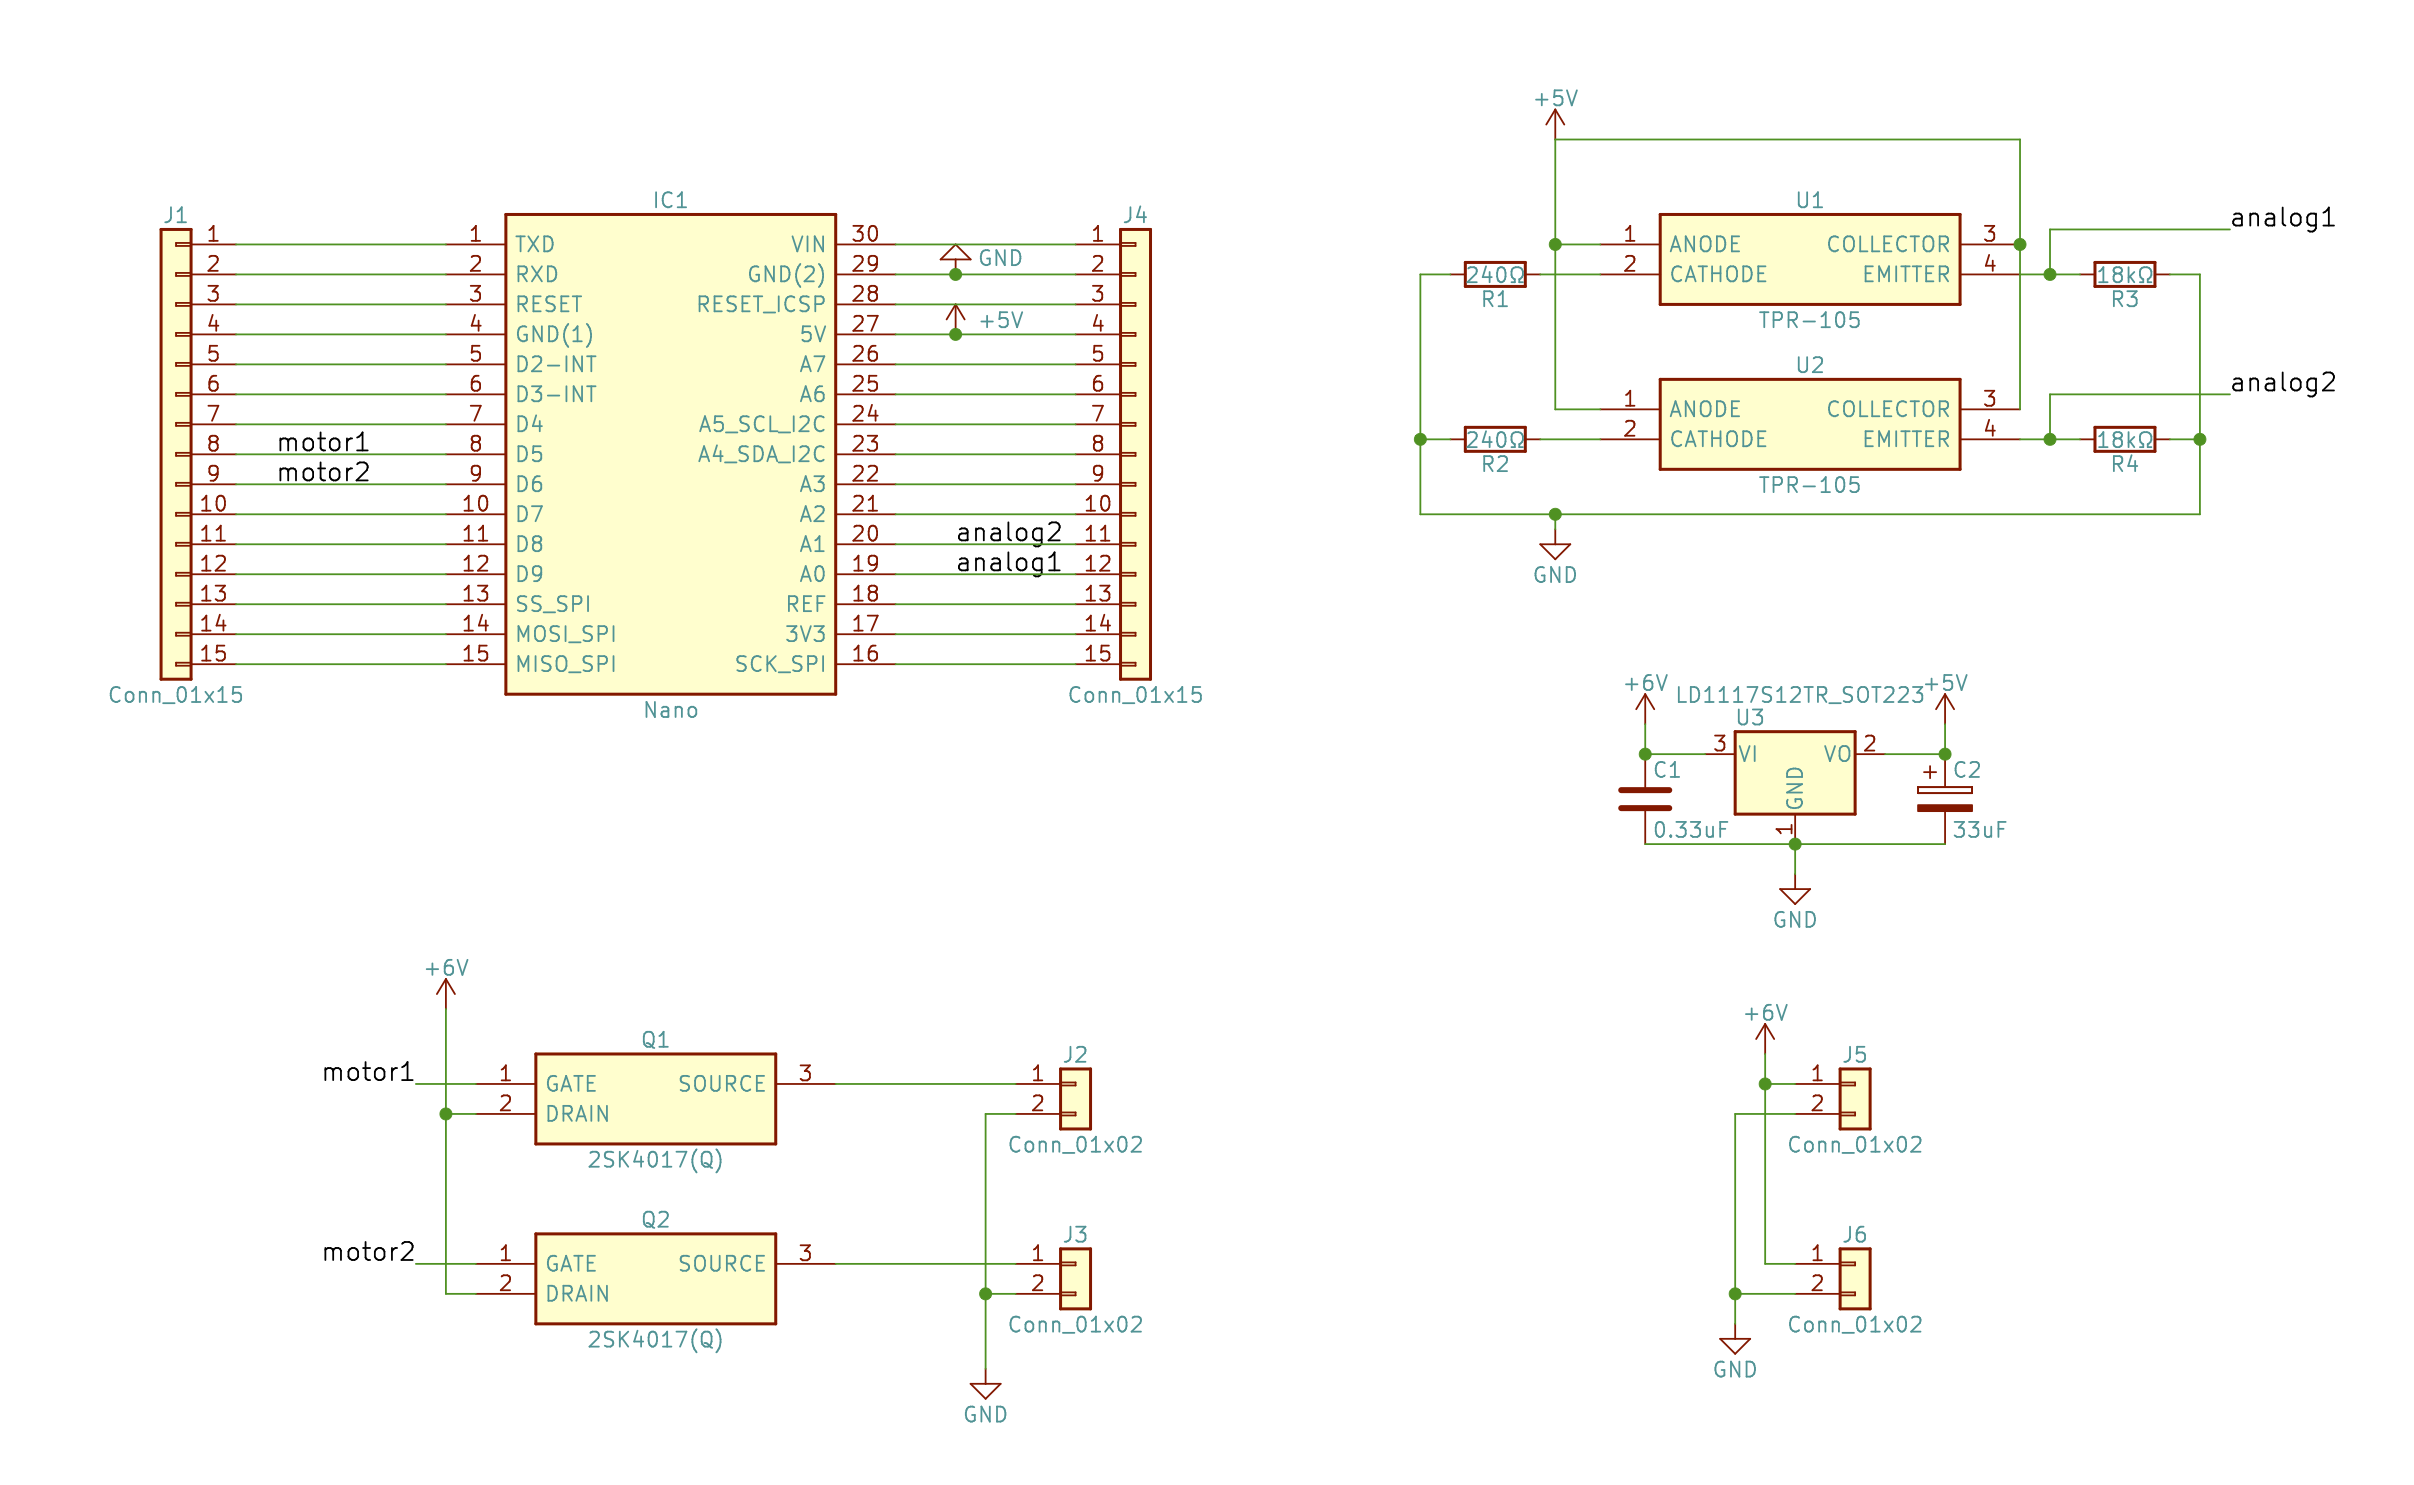 J1
1
2
3
4
5
6
7
8
9
10
11
12
13
14
15
Conn_01x15
motor1
motor2
IC1
1 TXD VIN 30
2 RXD GND(2) 29
3 RESET RESET_ICSP 28
4 GND(1) 5V 27
5 D2-INT A7 26
6 D3-INT A6 25
7 D4 A5_SCL_I2C 24
8 D5 A4_SDA_I2C 23
9 D6 A3 22
10 D7 A2 21
11 D8 A1 20
12 D9 A0 19
13 SS_SPI REF 18
14 MOSI_SPI 3V3 17
15 MISO_SPI SCK_SPI 16
Nano
GND
+5V
analog2
analog1
J4
1
2
3
4
5
6
7
8
9
10
11
12
13
14
15
Conn_01x15
+5V
U1
1 ANODE COLLECTOR 3
2 CATHODE EMITTER 4
TPR-105
240Ω
R1
18kΩ
R3
analog1
U2
1 ANODE COLLECTOR 3
2 CATHODE EMITTER 4
TPR-105
240Ω
R2
18kΩ
R4
analog2
GND
+6V
LD1117S12TR_SOT223
+5V
U3
3 VI VO 2
GND
1
C1
0.33uF
+
C2
33uF
GND
+6V
Q1
motor1
1 GATE SOURCE 3
2 DRAIN
2SK4017(Q)
J2
1
2
Conn_01x02
Q2
motor2
1 GATE SOURCE 3
2 DRAIN
2SK4017(Q)
J3
1
2
Conn_01x02
GND
+6V
J5
1
2
Conn_01x02
J6
1
2
Conn_01x02
GND